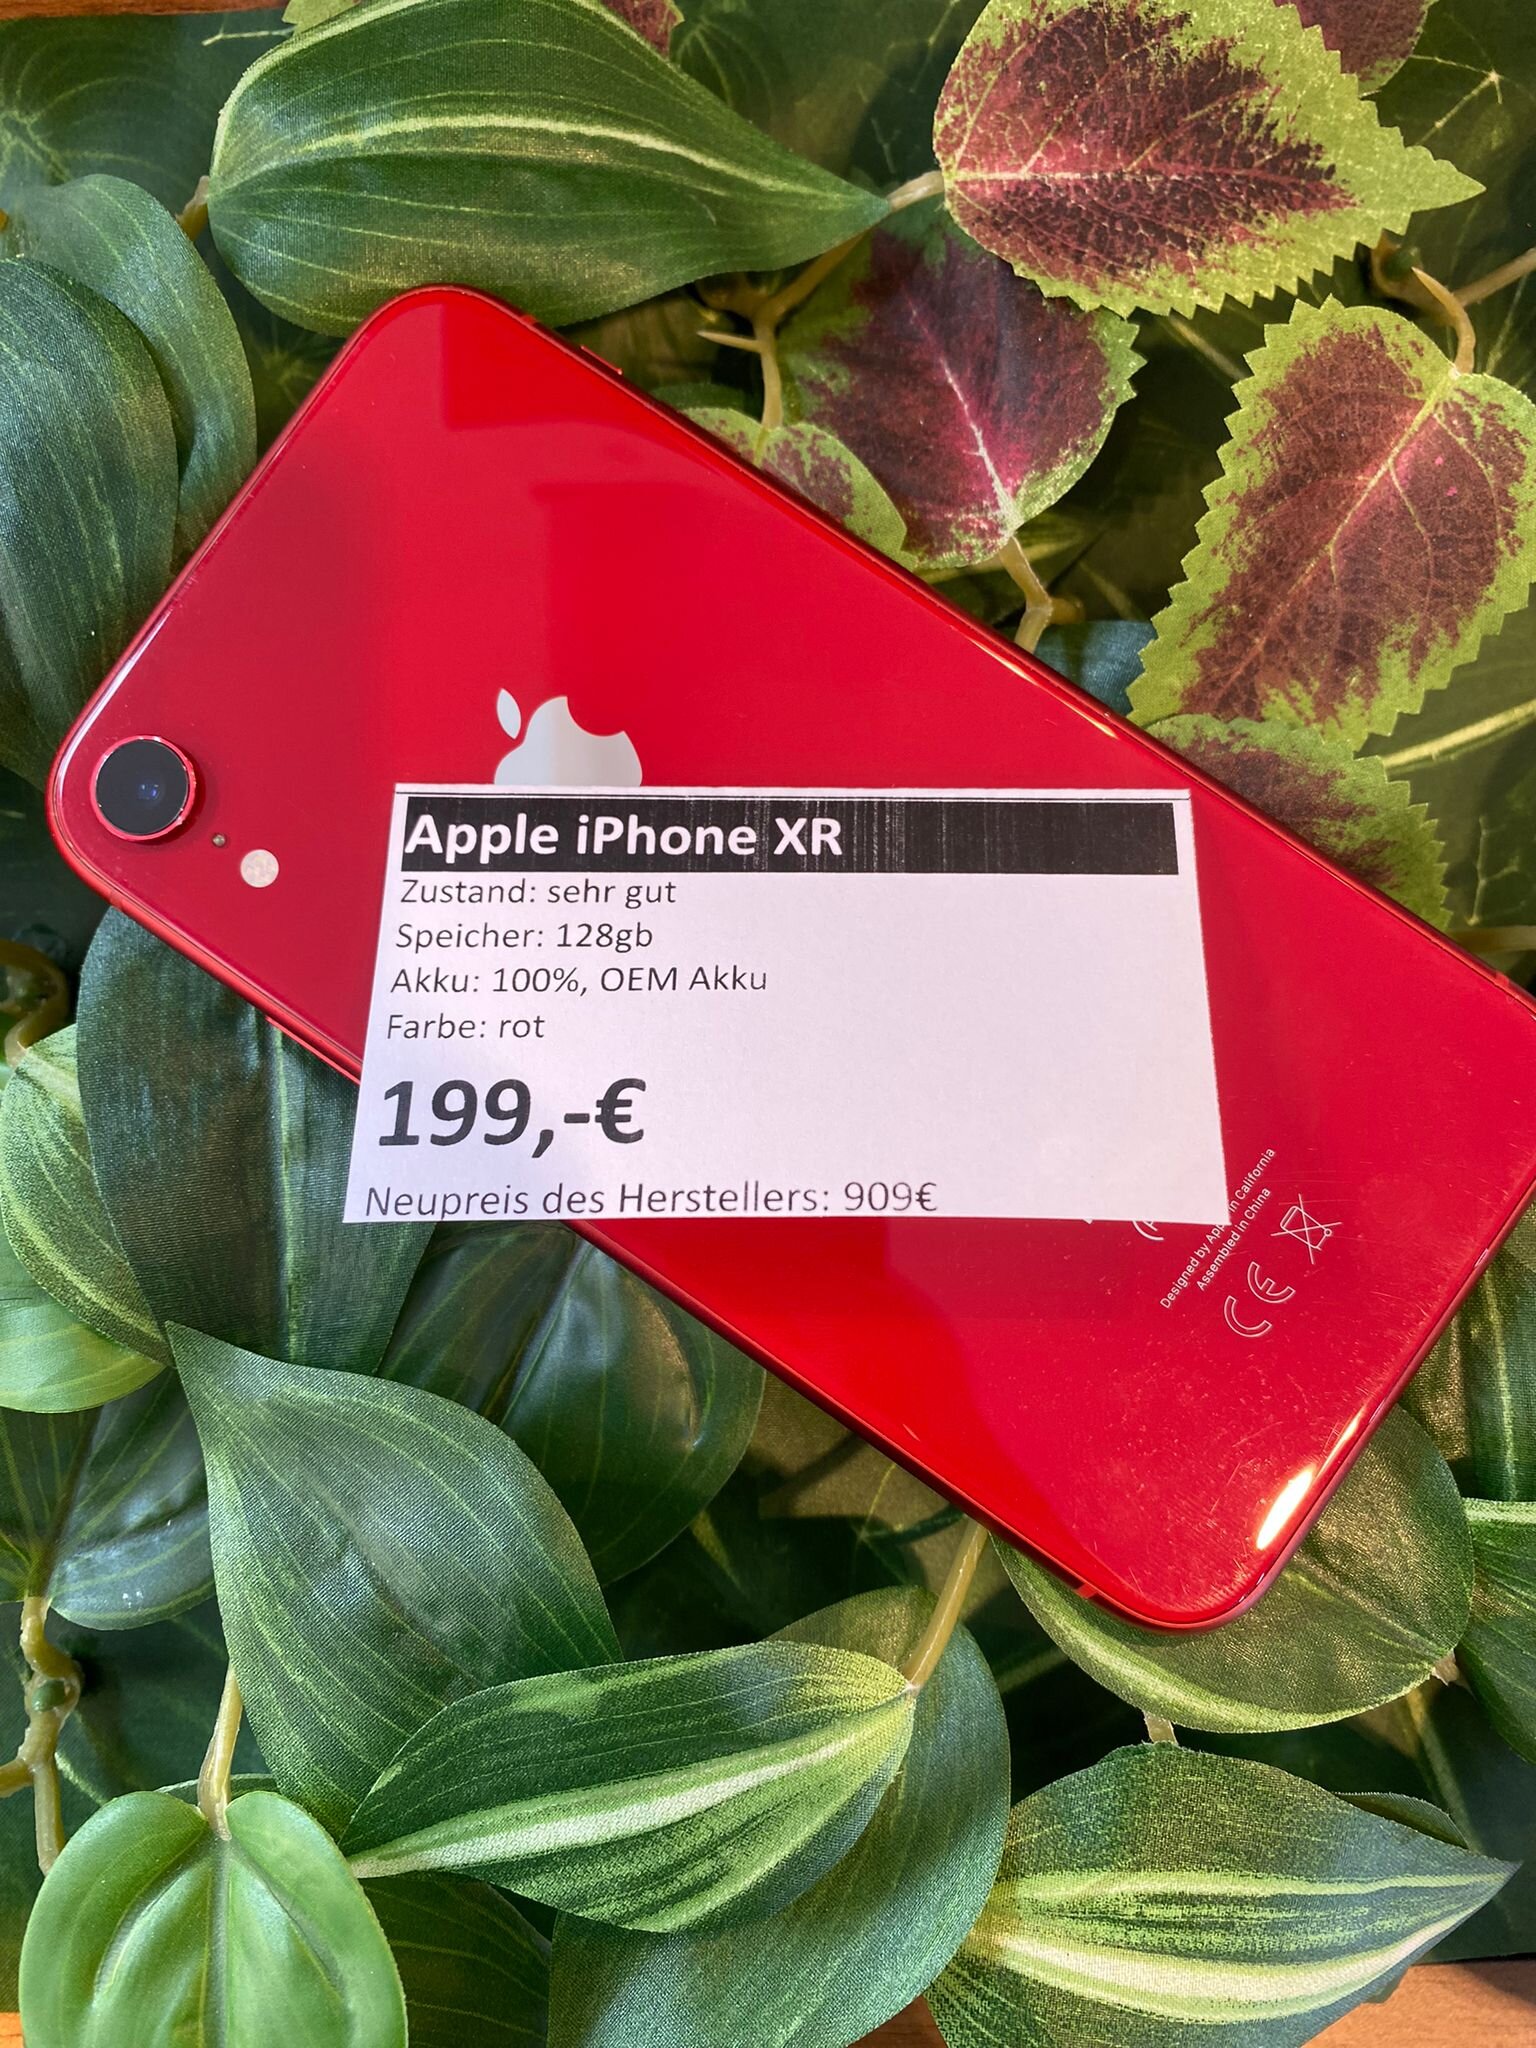 Apple iPhone XR
Zustand: sehr gut
Speicher: 128gb
Akku: 100%, OEM Akku
Farbe: rot
199,-€
Neupreis des Herstellers: 909€
Designed by Apple in California
Assembled in China
CE